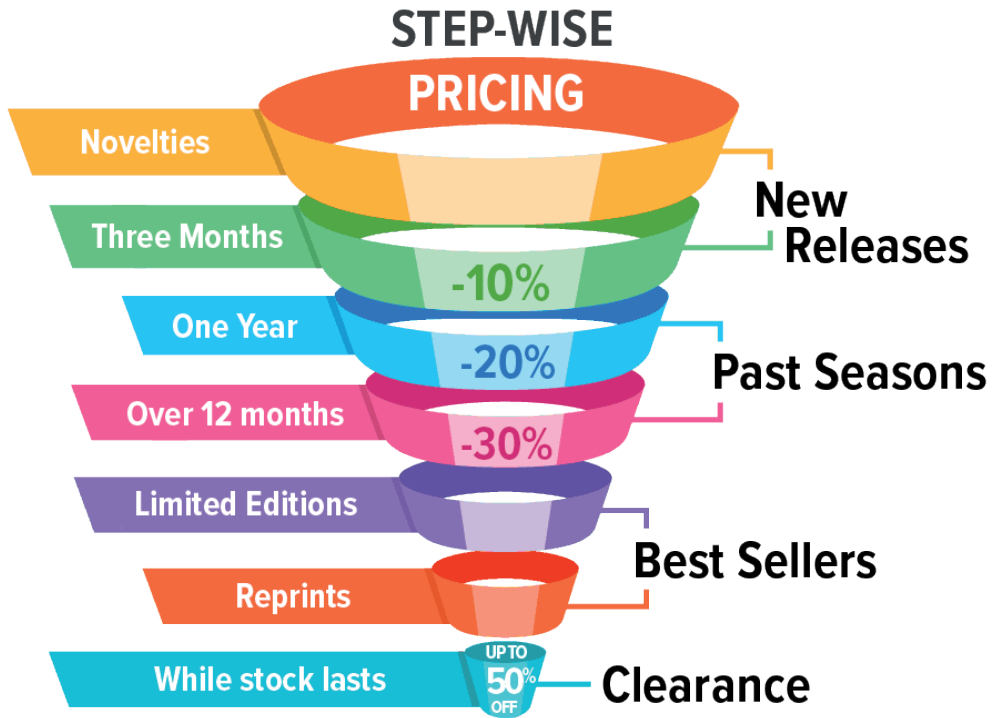 STEP-WISE
PRICING
Novelties
New
Releases
Three Months
-10%
One Year
-20%
Past Seasons
Over 12 months
-30%
Limited Editions
Best Sellers
Reprints
While stock lasts
UP TO
50%
OFF
Clearance